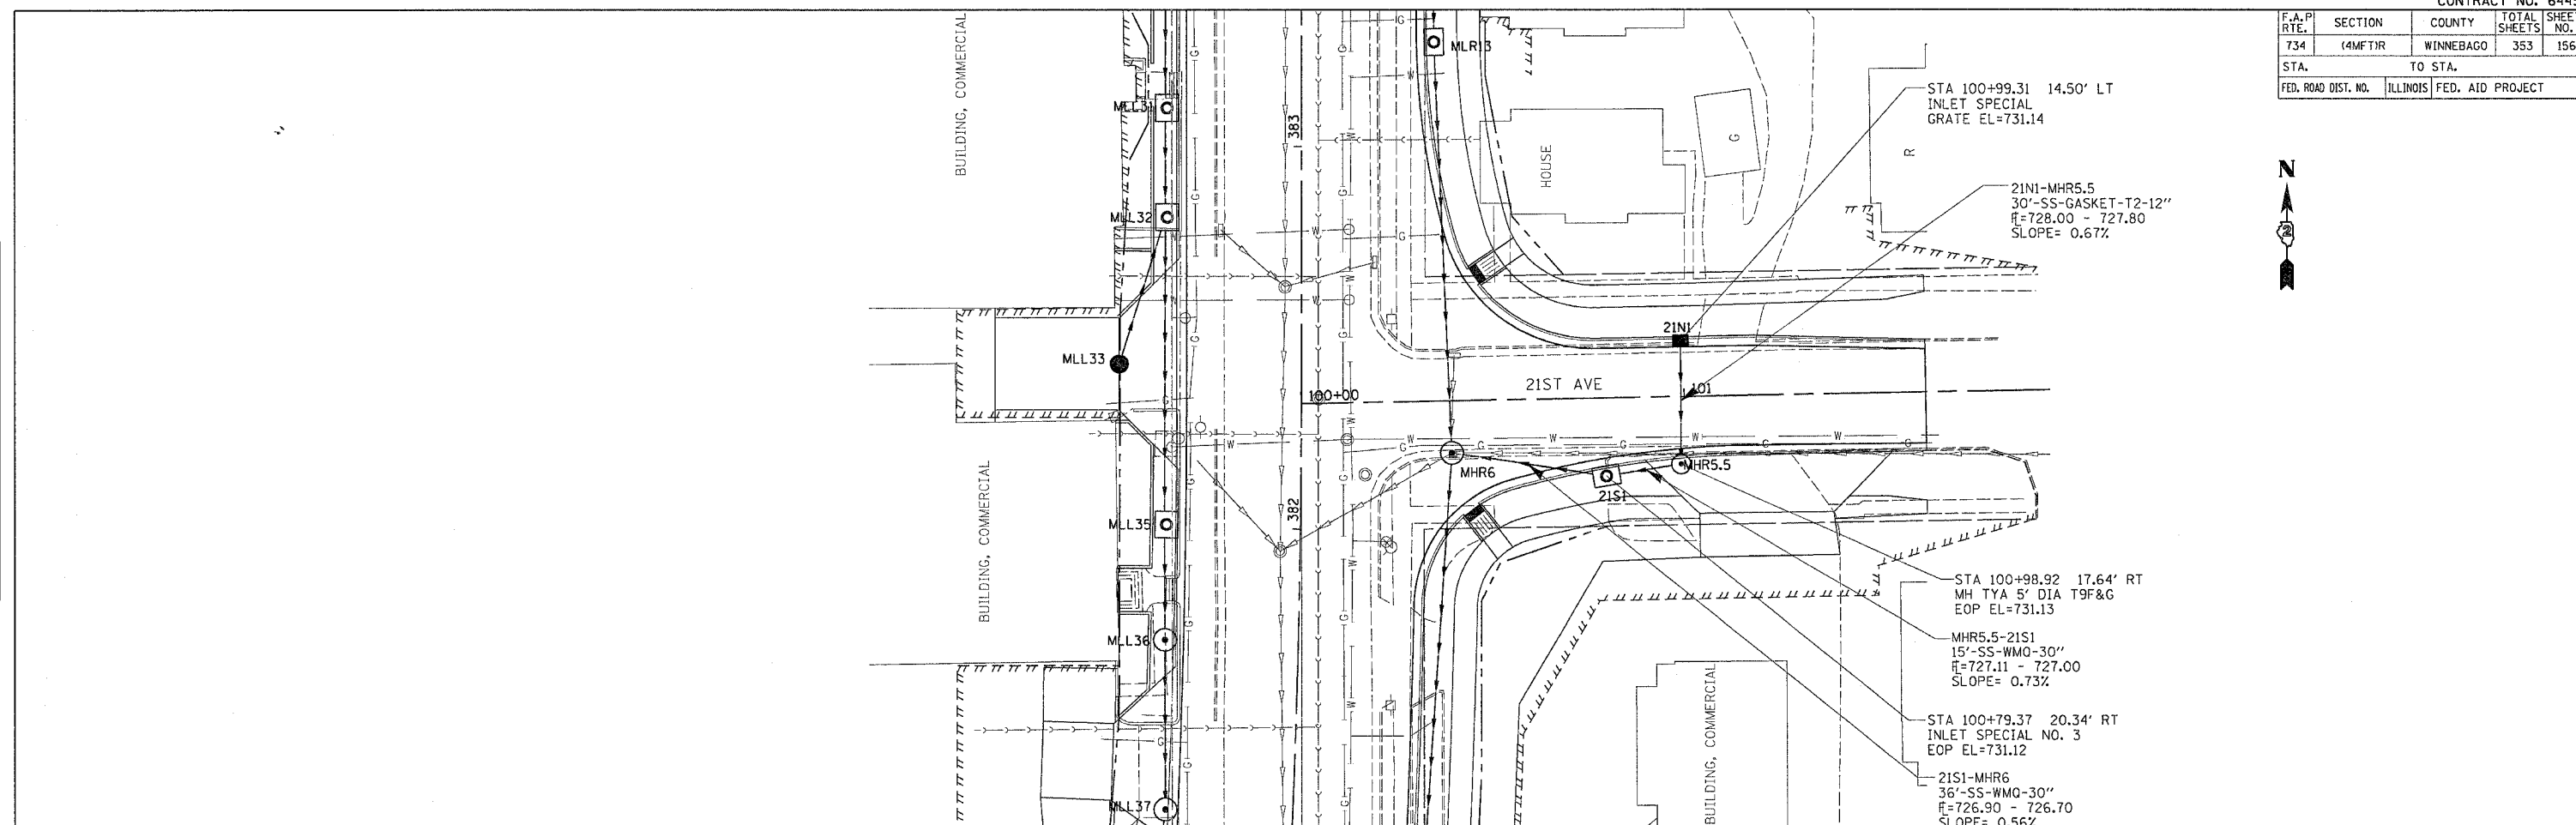 CONTRACT NO.
F.A.P RTE. SECTION COUNTY TOTAL SHEETS SHEET NO.
734 (4MFT)R WINNEBAGO 353 156
STA. TO STA.
FED. ROAD DIST. NO. ILLINOIS FED. AID PROJECT
N
2
BUILDING, COMMERCIAL
MLL31
MLL32
MLL33
MLL35
MLL36
MLL37
BUILDING, COMMERCIAL
383
382
MLR13
HOUSE
G
R
STA 100+99.31 14.50' LT
INLET SPECIAL
GRATE EL=731.14
21N1-MHR5.5
30'-SS-GASKET-T2-12"
FL=728.00 - 727.80
SLOPE= 0.67%
21N1
21ST AVE
100+00
101
MHR6
MHR5.5
21S1
STA 100+98.92 17.64' RT
MH TYA 5' DIA T9F&G
EOP EL=731.13
MHR5.5-21S1
15'-SS-WMQ-30"
FL=727.11 - 727.00
SLOPE= 0.73%
STA 100+79.37 20.34' RT
INLET SPECIAL NO. 3
EOP EL=731.12
21S1-MHR6
36'-SS-WMQ-30"
FL=726.90 - 726.70
SLOPE= 0.56%
BUILDING, COMMERCIAL